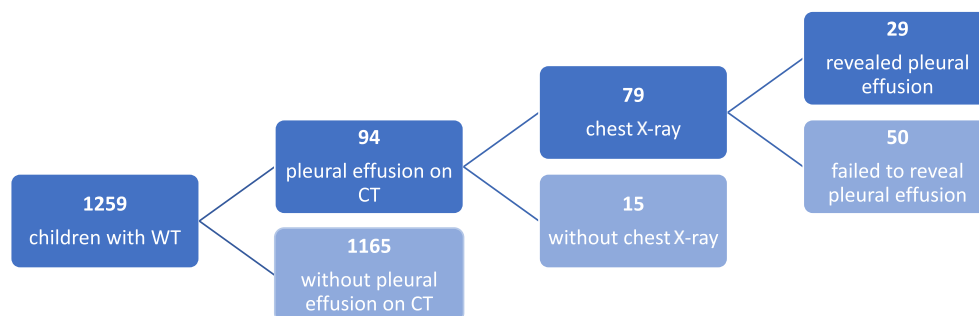 1259
children with WT
94
pleural effusion on
CT
1165
without pleural
effusion on CT
79
chest X-ray
15
without chest X-ray
29
revealed pleural
effusion
50
failed to reveal
pleural effusion